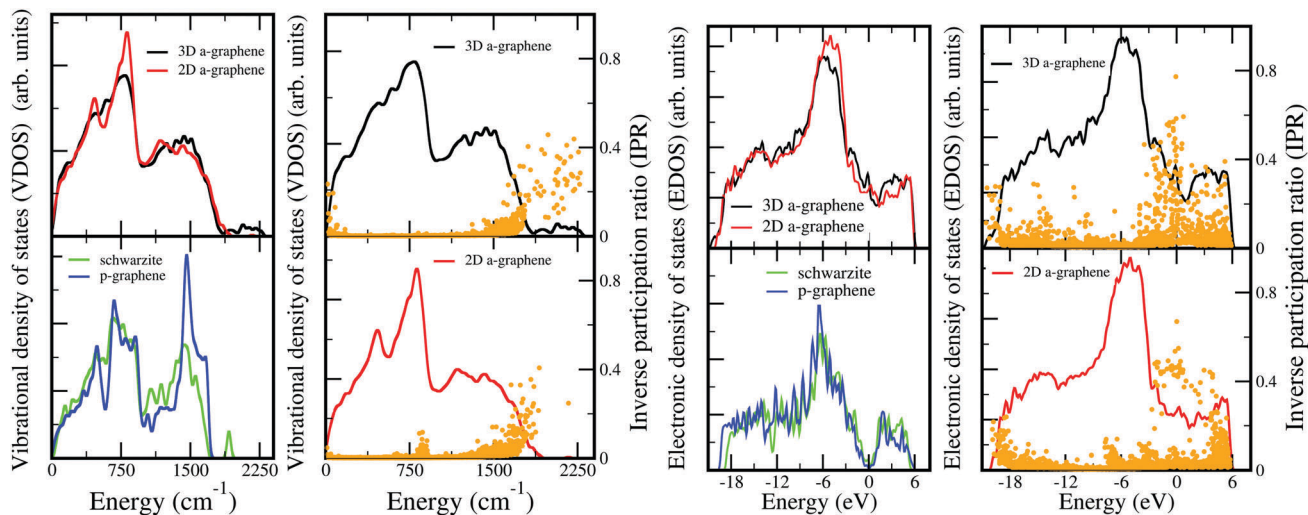 Vibrational density of states (VDOS) (arb. units)
3D a-graphene
2D a-graphene
schwarzite
p-graphene
0 750 1500 2250
Energy (cm⁻¹)
Vibrational density of states (VDOS) (arb. units)
3D a-graphene
0.8
0.4
0
2D a-graphene
0.8
0.4
0
0 750 1500 2250
Energy (cm⁻¹)
Inverse participation ratio (IPR)
Electronic density of states (EDOS) (arb. units)
3D a-graphene
2D a-graphene
schwarzite
p-graphene
-18 -12 -6 0 6
Energy (eV)
Electronic density of states (EDOS) (arb. units)
3D a-graphene
0.8
0.4
0
2D a-graphene
0.8
0.4
0
-18 -12 -6 0 6
Energy (eV)
Inverse participation ratio (IPR)